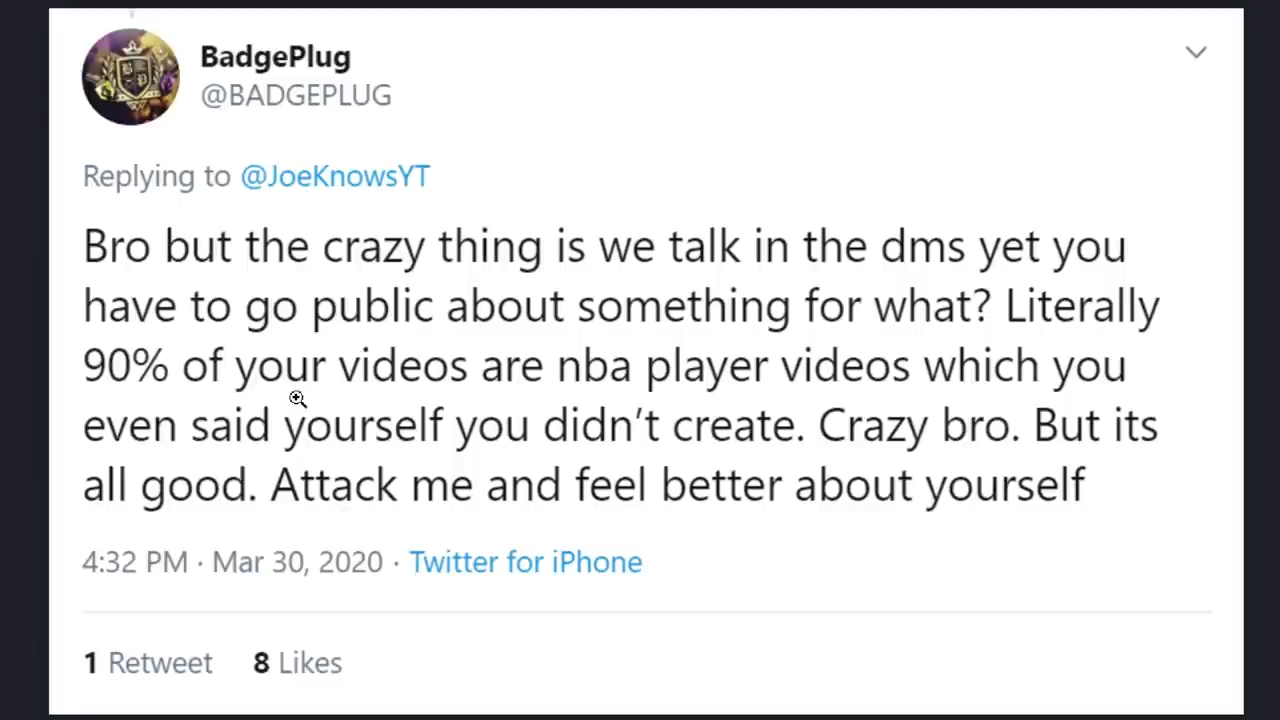 BadgePlug
@BADGEPLUG
Replying to @JoeKnowsYT
Bro but the crazy thing is we talk in the dms yet you
have to go public about something for what? Literally
90% of your videos are nba player videos which you
even said yourself you didn’t create. Crazy bro. But its
all good. Attack me and feel better about yourself
4:32 PM · Mar 30, 2020 · Twitter for iPhone
1 Retweet 8 Likes